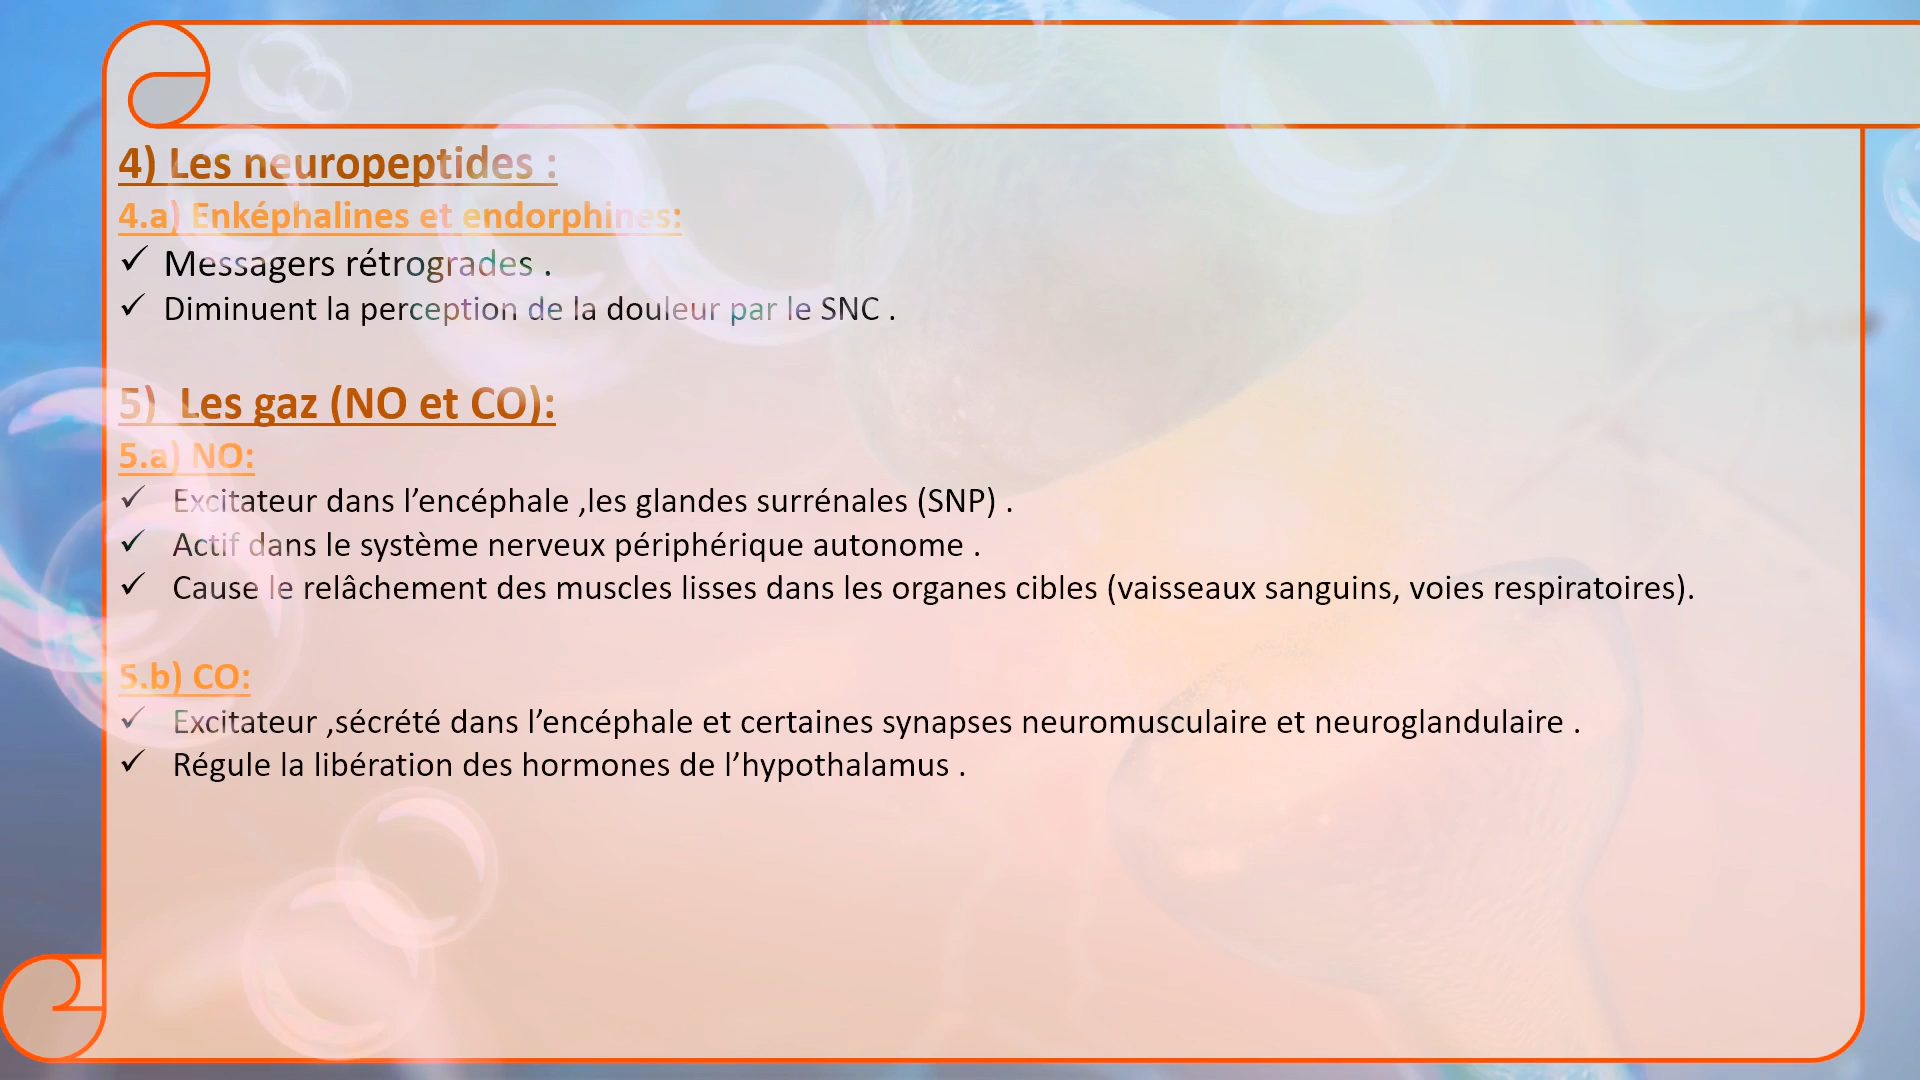 4) Les neuropeptides :
4.a) Enképhalines et endorphines:
✓ Messagers rétrogrades .
✓ Diminuent la perception de la douleur par le SNC .
5) Les gaz (NO et CO):
5.a) NO:
✓ Excitateur dans l’encéphale ,les glandes surrénales (SNP) .
✓ Actif dans le système nerveux périphérique autonome .
✓ Cause le relâchement des muscles lisses dans les organes cibles (vaisseaux sanguins, voies respiratoires).
5.b) CO:
✓ Excitateur ,sécrété dans l’encéphale et certaines synapses neuromusculaire et neuroglandulaire .
✓ Régule la libération des hormones de l’hypothalamus .